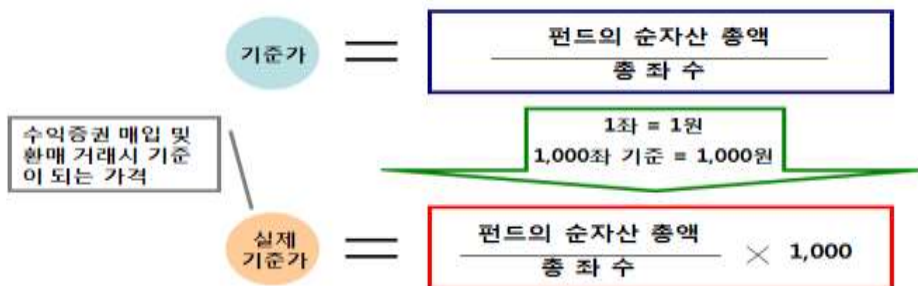 기준가
=
펀드의 순자산 총액
총 좌 수
수익증권 매입 및
환매 거래시 기준
이 되는 가격
1좌 = 1원
1,000좌 기준 = 1,000원
실제
기준가
=
펀드의 순자산 총액
총 좌 수
× 1,000